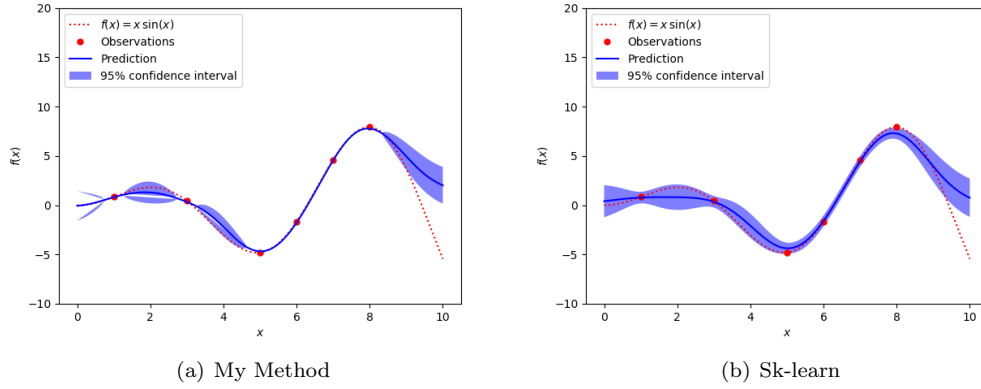 f(x) = x sin(x)
Observations
Prediction
95% confidence interval
20
15
10
5
0
−5
−10
f(x)
0 2 4 6 8 10
x
(a) My Method
f(x) = x sin(x)
Observations
Prediction
95% confidence interval
20
15
10
5
0
−5
−10
f(x)
0 2 4 6 8 10
x
(b) Sk-learn